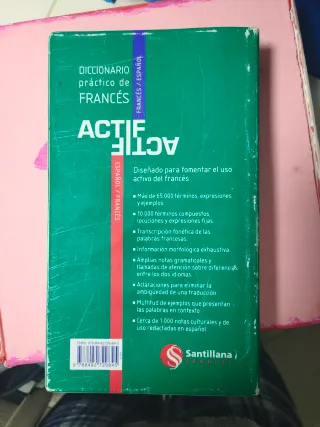 DICCIONARIO
práctico de
FRANCÉS
FRANCÉS / ESPAÑOL
ACTIF
ACTIF
ESPAÑOL / FRANCÉS
Diseñado para fomentar el uso
activo del francés
Más de 65 000 términos, expresiones
y ejemplos
10 000 términos compuestos,
locuciones y expresiones fijas
Transcripción fonética de las
palabras francesas
Información morfológica exhaustiva
Amplias notas gramaticales y
llamadas de atención sobre diferencias
entre los dos idiomas
Aclaraciones para eliminar la
ambigüedad de una traducción
Multitud de ejemplos que presentan
las palabras en contexto
Cerca de 1 000 notas culturales y de
uso redactadas en español
Santillana